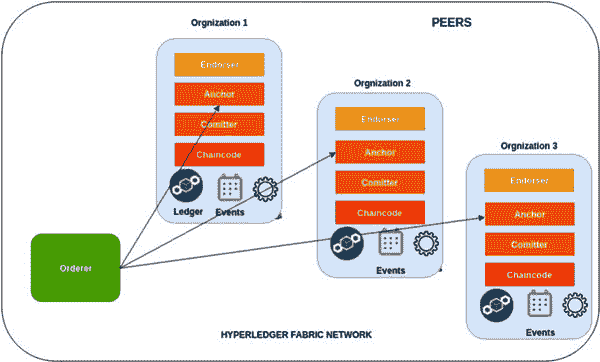 PEERS
Orgnization 1
Endorser
Anchor
Comitter
Chaincode
Ledger
Events
Orgnization 2
Endorser
Anchor
Comitter
Chaincode
Events
Orgnization 3
Endorser
Anchor
Comitter
Chaincode
Events
Orderer
HYPERLEDGER FABRIC NETWORK